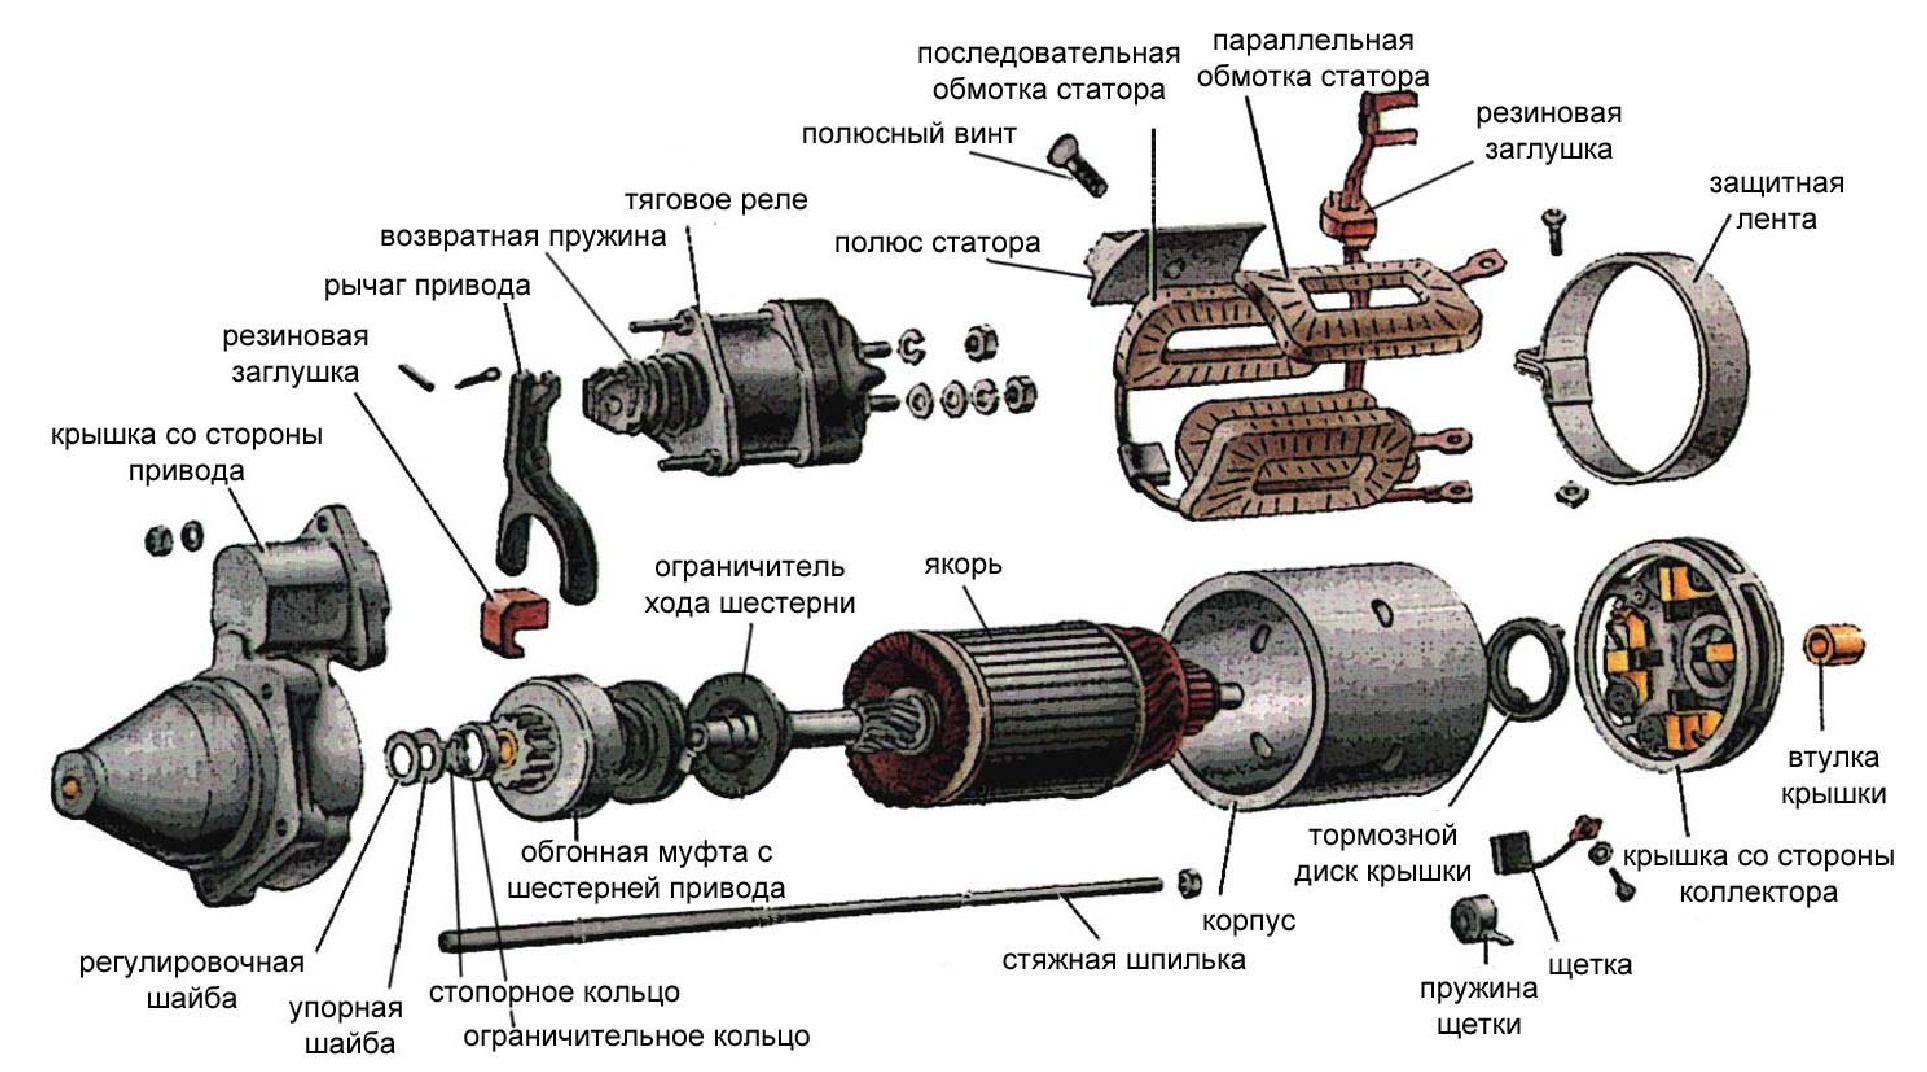 последовательная
обмотка статора
параллельная
обмотка статора
полюсный винт
резиновая
заглушка
защитная
лента
тяговое реле
возвратная пружина
полюс статора
рычаг привода
резиновая
заглушка
крышка со стороны
привода
ограничитель
хода шестерни
якорь
втулка
крышки
обгонная муфта с
шестерней привода
тормозной
диск крышки
крышка со стороны
коллектора
корпус
стяжная шпилька
щетка
пружина
щетки
регулировочная
шайба
упорная
шайба
стопорное кольцо
ограничительное кольцо